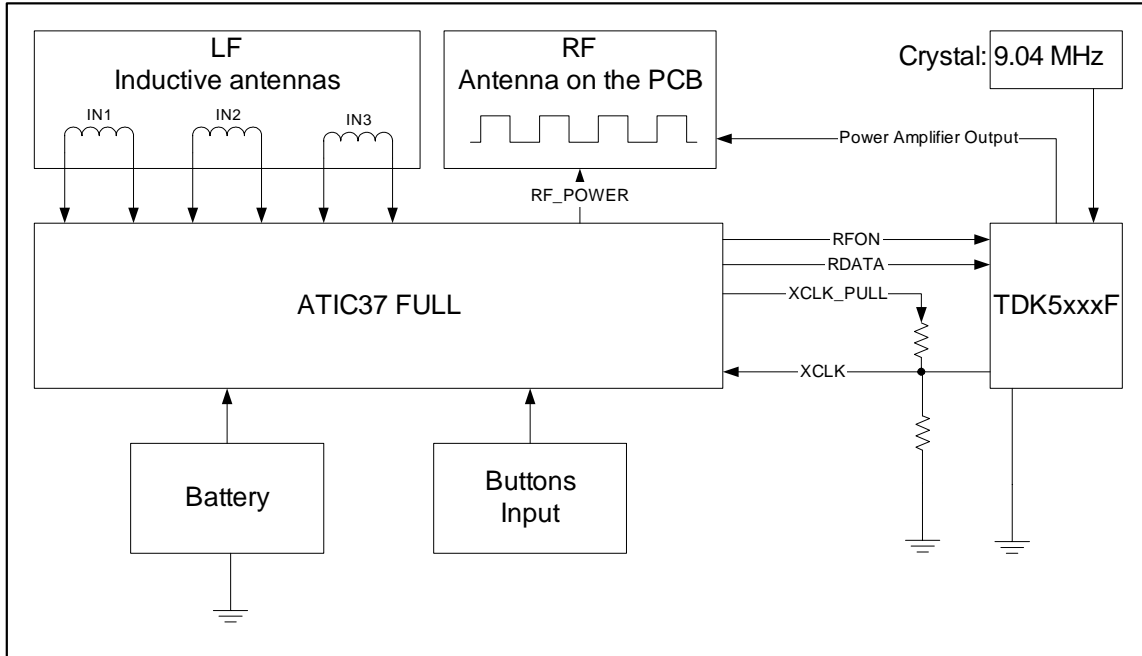 LF
Inductive antennas
IN1
IN2
IN3
RF
Antenna on the PCB
Crystal: 9.04 MHz
Power Amplifier Output
RF_POWER
ATIC37 FULL
RFON
RDATA
XCLK_PULL
XCLK
TDK5xxxF
Battery
Buttons
Input